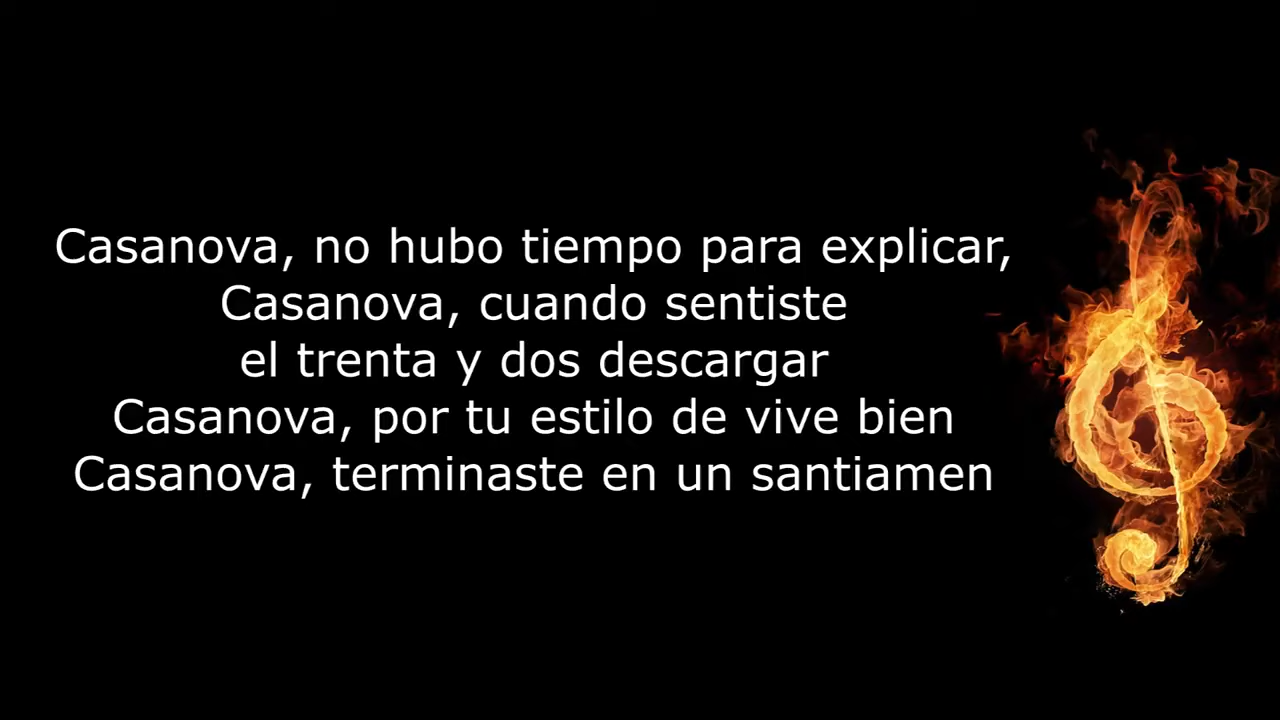 Casanova, no hubo tiempo para explicar,
Casanova, cuando sentiste
el trenta y dos descargar
Casanova, por tu estilo de vive bien
Casanova, terminaste en un santiamen